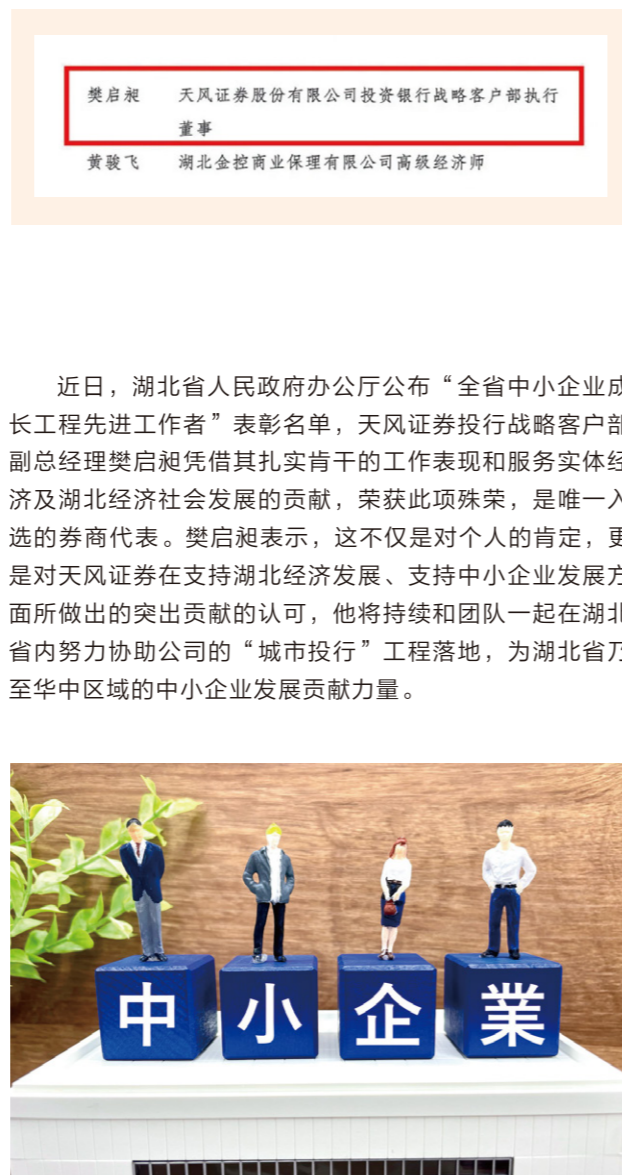 樊启昶 天风证券股份有限公司投资银行战略客户部执行
董事
黄骏飞 湖北金控商业保理有限公司高级经济师
近日，湖北省人民政府办公厅公布“全省中小企业成
长工程先进工作者”表彰名单，天风证券投行战略客户部
副总经理樊启昶凭借其扎实肯干的工作表现和服务实体经
济及湖北经济社会发展的贡献，荣获此项殊荣，是唯一入
选的券商代表。樊启昶表示，这不仅是对个人的肯定，更
是对天风证券在支持湖北经济发展、支持中小企业发展方
面所做出的突出贡献的认可，他将持续和团队一起在湖北
省内努力协助公司的“城市投行”工程落地，为湖北省乃
至华中区域的中小企业发展贡献力量。
中小企業